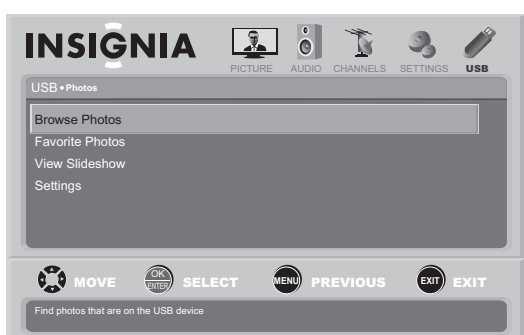 INSIGNIA
PICTURE AUDIO CHANNELS SETTINGS USB
USB•Photos
Browse Photos
Favorite Photos
View Slideshow
Settings
MOVE OK ENTER SELECT MENU PREVIOUS EXIT EXIT
Find photos that are on the USB device